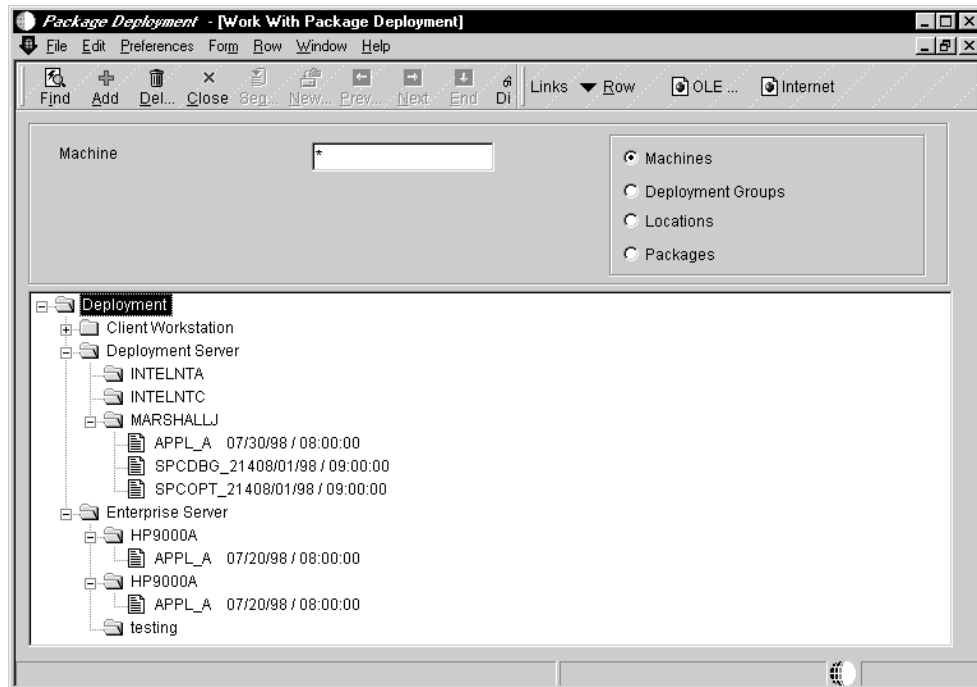 Package Deployment - [Work With Package Deployment]
File Edit Preferences Form Row Window Help
Find Add Del... Close Seq... New... Prev... Next End Di Links Row OLE ... Internet
Machine *
Machines
Deployment Groups
Locations
Packages
Deployment
Client Workstation
Deployment Server
INTELNTA
INTELNTC
MARSHALLJ
APPL_A 07/30/98 / 08:00:00
SPCDBG_21408/01/98 / 09:00:00
SPCOPT_21408/01/98 / 09:00:00
Enterprise Server
HP9000A
APPL_A 07/20/98 / 08:00:00
HP9000A
APPL_A 07/20/98 / 08:00:00
testing